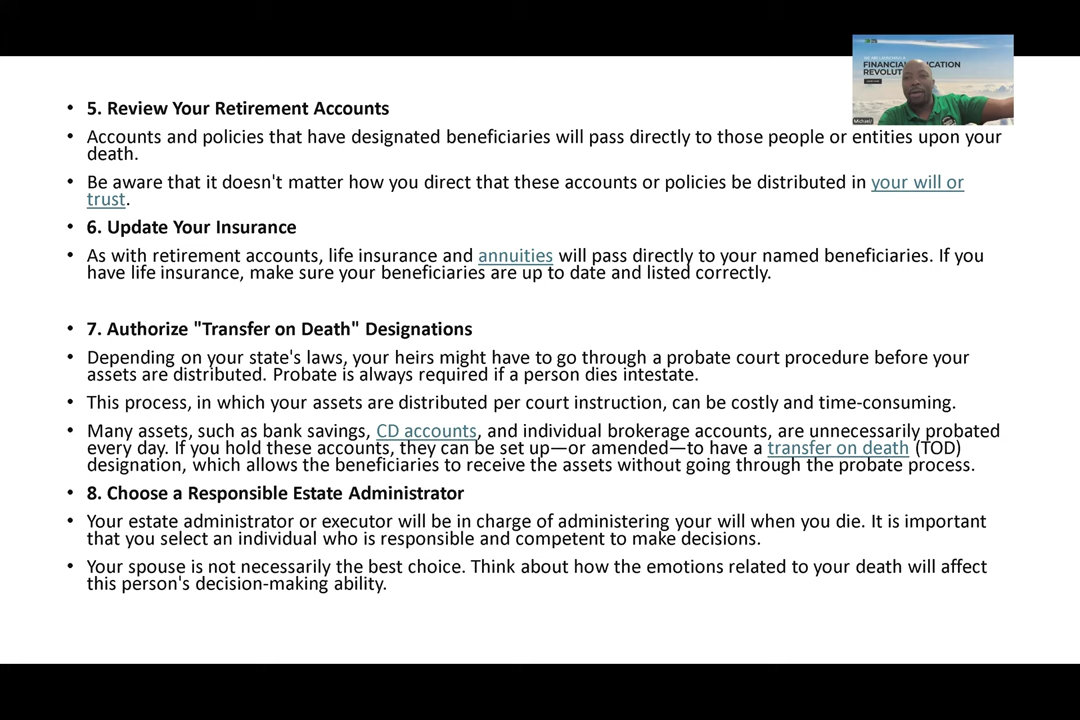 FINANCIAL
REVOLUT
Michael
• 5. Review Your Retirement Accounts
• Accounts and policies that have designated beneficiaries will pass directly to those people or entities upon your
death.
• Be aware that it doesn't matter how you direct that these accounts or policies be distributed in your will or
trust.
• 6. Update Your Insurance
• As with retirement accounts, life insurance and annuities will pass directly to your named beneficiaries. If you
have life insurance, make sure your beneficiaries are up to date and listed correctly.
• 7. Authorize "Transfer on Death" Designations
• Depending on your state's laws, your heirs might have to go through a probate court procedure before your
assets are distributed. Probate is always required if a person dies intestate.
• This process, in which your assets are distributed per court instruction, can be costly and time-consuming.
• Many assets, such as bank savings, CD accounts, and individual brokerage accounts, are unnecessarily probated
every day. If you hold these accounts, they can be set up—or amended—to have a transfer on death (TOD)
designation, which allows the beneficiaries to receive the assets without going through the probate process.
• 8. Choose a Responsible Estate Administrator
• Your estate administrator or executor will be in charge of administering your will when you die. It is important
that you select an individual who is responsible and competent to make decisions.
• Your spouse is not necessarily the best choice. Think about how the emotions related to your death will affect
this person's decision-making ability.